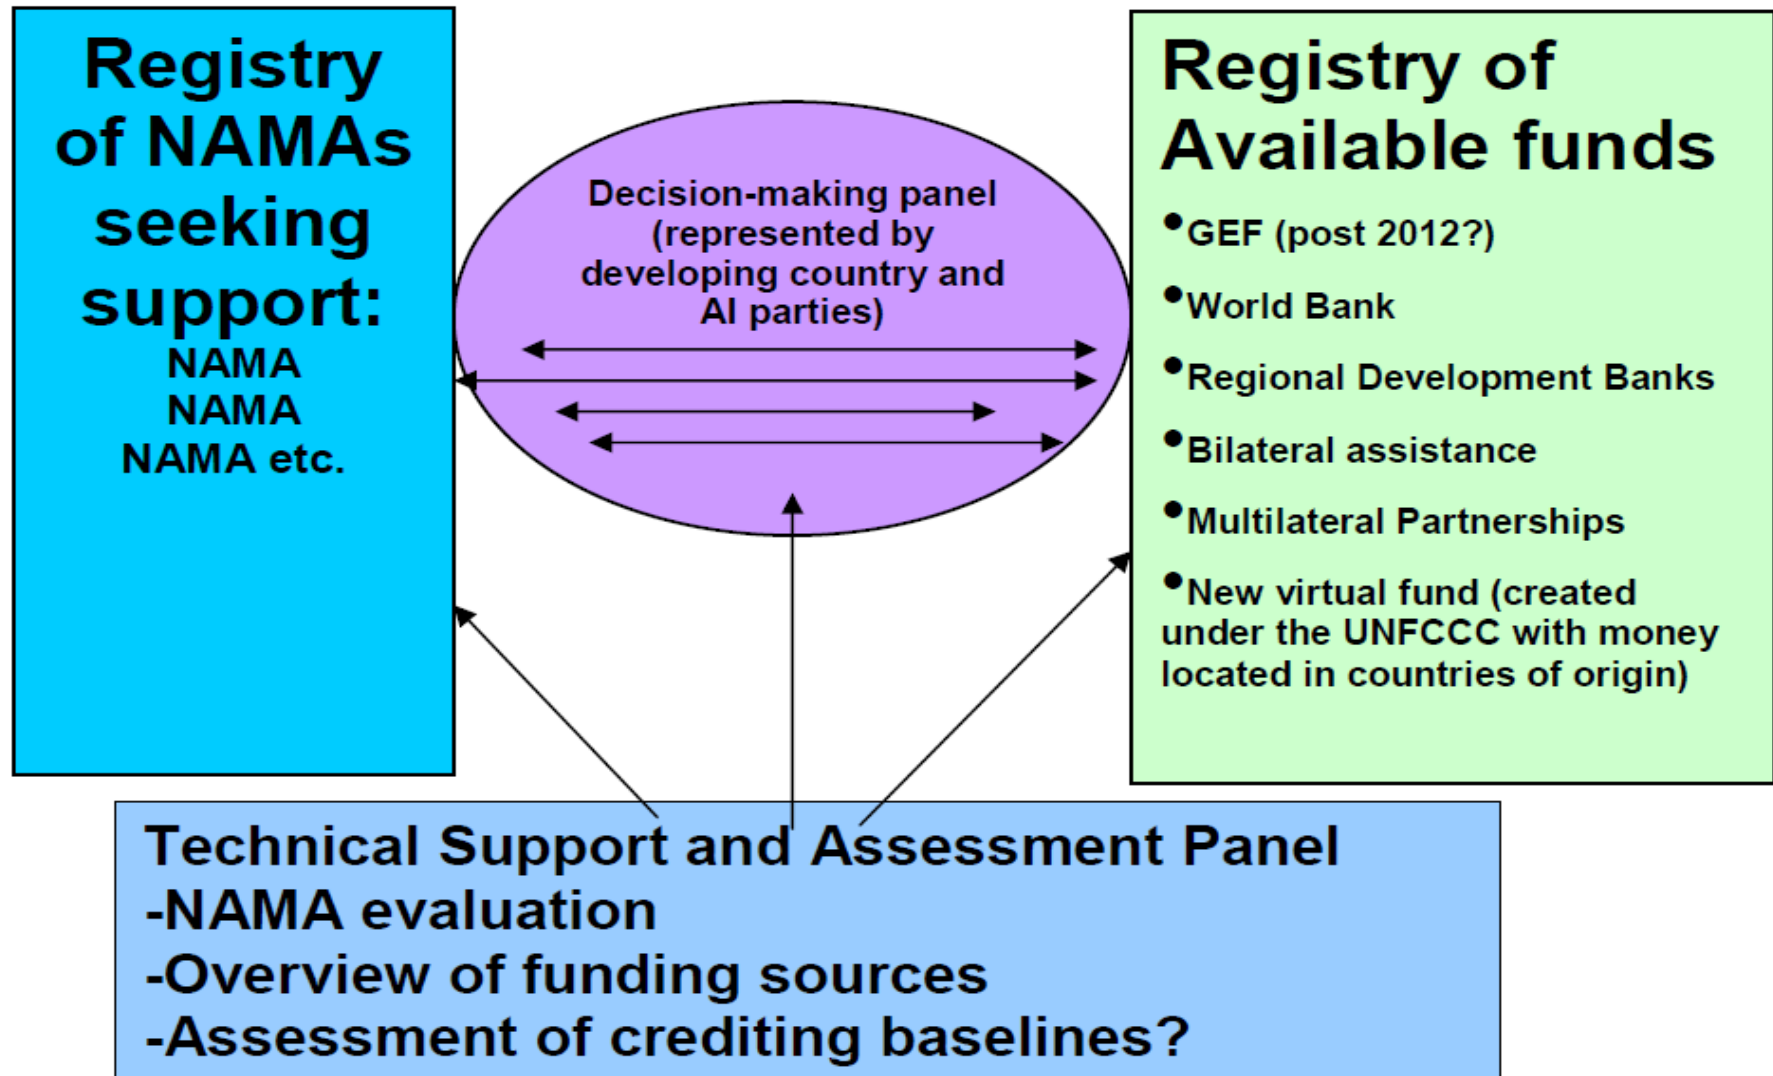 Registry
of NAMAs
seeking
support:
NAMA
NAMA
NAMA etc.
Decision-making panel
(represented by
developing country and
AI parties)
Registry of
Available funds
•GEF (post 2012?)
•World Bank
•Regional Development Banks
•Bilateral assistance
•Multilateral Partnerships
•New virtual fund (created
under the UNFCCC with money
located in countries of origin)
Technical Support and Assessment Panel
-NAMA evaluation
-Overview of funding sources
-Assessment of crediting baselines?